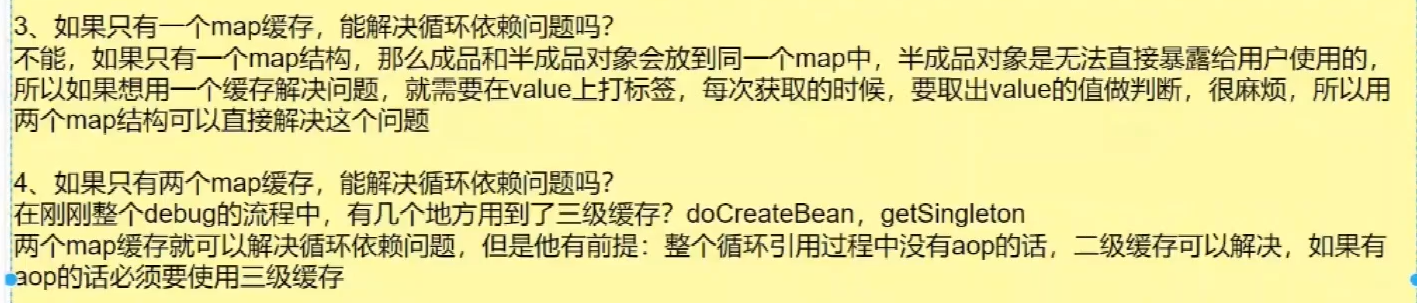 3、如果只有一个map缓存，能解决循环依赖问题吗？
不能，如果只有一个map结构，那么成品和半成品对象会放到同一个map中，半成品对象是无法直接暴露给用户使用的，
所以如果想用一个缓存解决问题，就需要在value上打标签，每次获取的时候，要取出value的值做判断，很麻烦，所以用
两个map结构可以直接解决这个问题
4、如果只有两个map缓存，能解决循环依赖问题吗？
在刚刚整个debug的流程中，有几个地方用到了三级缓存？doCreateBean，getSingleton
两个map缓存就可以解决循环依赖问题，但是他有前提：整个循环引用过程中没有aop的话，二级缓存可以解决，如果有
aop的话必须要使用三级缓存